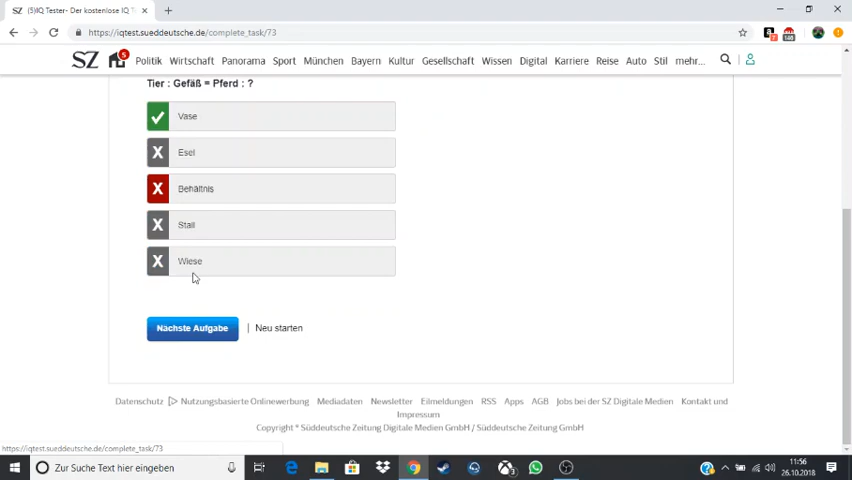 (5)IQ Tester- Der kostenlose IQ T
https://iqtest.sueddeutsche.de/complete_task/73
SZ 5 Politik Wirtschaft Panorama Sport München Bayern Kultur Gesellschaft Wissen Digital Karriere Reise Auto Stil mehr...
Tier : Gefäß = Pferd : ?
Vase
X Esel
X Behältnis
X Stall
X Wiese
Nächste Aufgabe | Neu starten
Datenschutz Nutzungsbasierte Onlinewerbung Mediadaten Newsletter Eilmeldungen RSS Apps AGB Jobs bei der SZ Digitale Medien Kontakt und
Impressum
Copyright © Süddeutsche Zeitung Digitale Medien GmbH / Süddeutsche Zeitung GmbH
https://iqtest.sueddeutsche.de/complete_task/73
Zur Suche Text hier eingeben
11:56
26.10.2018